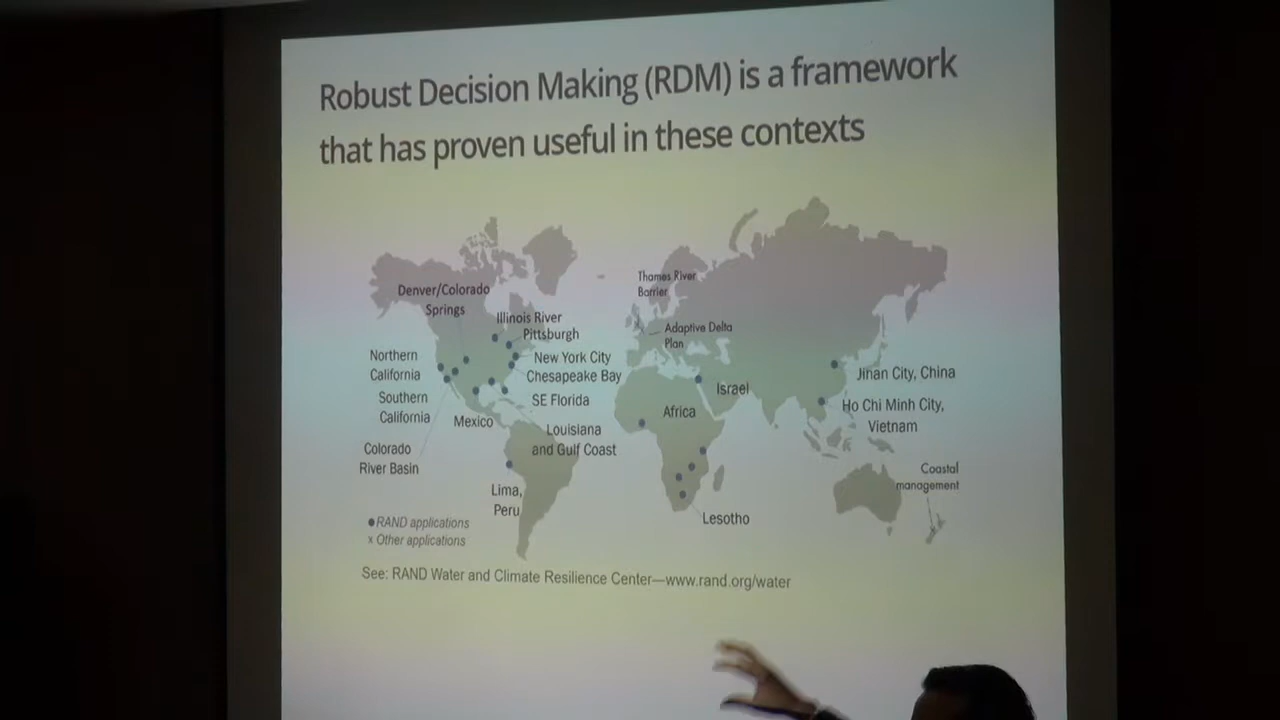 Robust Decision Making (RDM) is a framework
that has proven useful in these contexts
Thames River
Barrier
Denver/Colorado
Springs
Illinois River
Pittsburgh
Adaptive Delta
Plan
Northern
California
New York City
Chesapeake Bay
Jinan City, China
Israel
Southern
California
SE Florida
Africa
Ho Chi Minh City,
Vietnam
Mexico
Louisiana
and Gulf Coast
Colorado
River Basin
Coastal
management
Lima,
Peru
Lesotho
RAND applications
x Other applications
See: RAND Water and Climate Resilience Center—www.rand.org/water